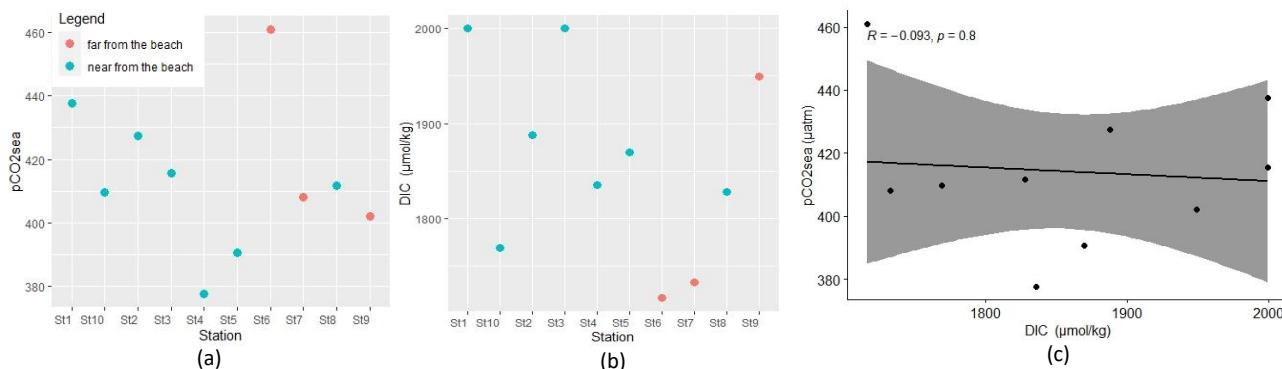 Legend
far from the beach
near from the beach
460
440
420
400
380
pCO2sea
St1 St10 St2 St3 St4 St5 St6 St7 St8 St9
Station
(a)
2000
1900
1800
DIC (μmol/kg)
St1 St10 St2 St3 St4 St5 St6 St7 St8 St9
Station
(b)
R = −0.093, p = 0.8
460
440
420
400
380
pCO2sea (μatm)
1800 1900 2000
DIC (μmol/kg)
(c)